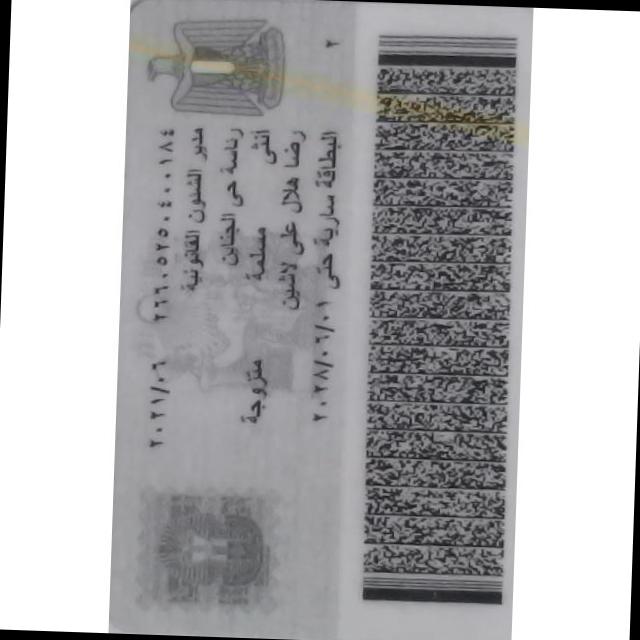 ٢
٢٦٦٠٥٢٥٠٤٠٠١٨٤ ٢٠٢١/٠٦
مدير الشئون القانونية
رئاسة حى الجناين
أنثى مسلمة متزوجة
رضا هلال على لاشين
البطاقة سارية حتى ٢٠٢٨/٠٦/٠١